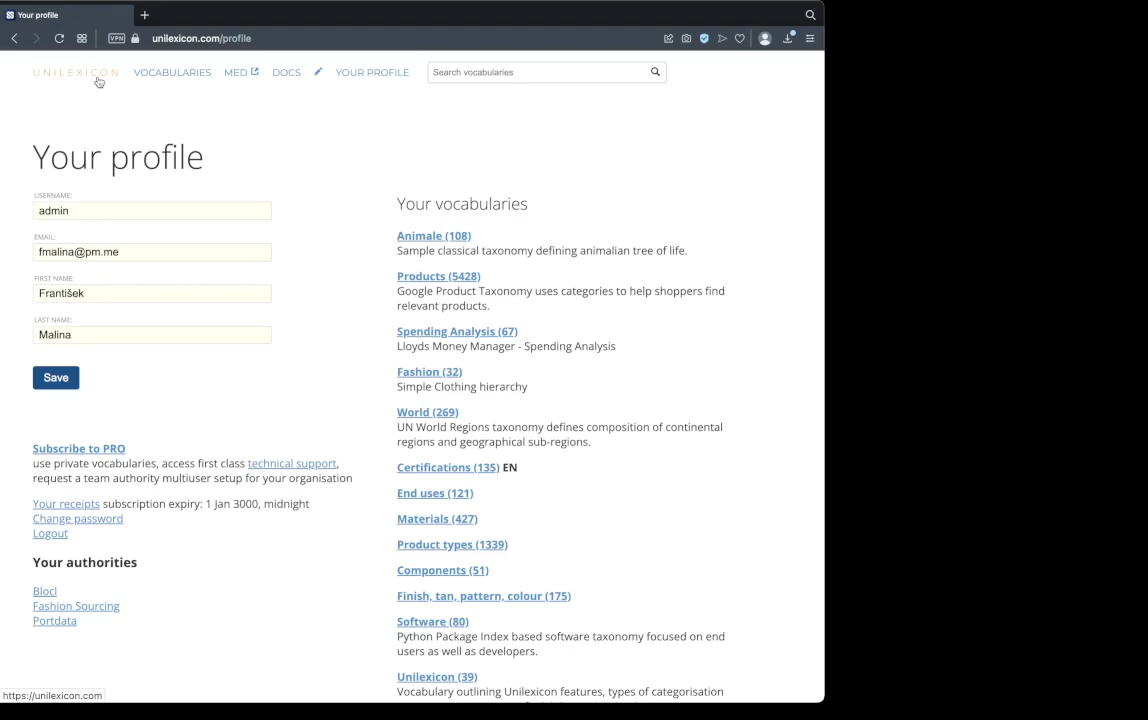 Your profile
VPN unilexicon.com/profile
UNILEXICON VOCABULARIES MED DOCS YOUR PROFILE Search vocabularies
Your profile
USERNAME:
admin
EMAIL:
fmalina@pm.me
FIRST NAME:
František
LAST NAME:
Malina
Save
Subscribe to PRO
use private vocabularies, access first class technical support,
request a team authority multiuser setup for your organisation
Your receipts subscription expiry: 1 Jan 3000, midnight
Change password
Logout
Your authorities
Blocl
Fashion Sourcing
Portdata
Your vocabularies
Animale (108)
Sample classical taxonomy defining animalian tree of life.
Products (5428)
Google Product Taxonomy uses categories to help shoppers find
relevant products.
Spending Analysis (67)
Lloyds Money Manager - Spending Analysis
Fashion (32)
Simple Clothing hierarchy
World (269)
UN World Regions taxonomy defines composition of continental
regions and geographical sub-regions.
Certifications (135) EN
End uses (121)
Materials (427)
Product types (1339)
Components (51)
Finish, tan, pattern, colour (175)
Software (80)
Python Package Index based software taxonomy focused on end
users as well as developers.
Unilexicon (39)
Vocabulary outlining Unilexicon features, types of categorisation
https://unilexicon.com